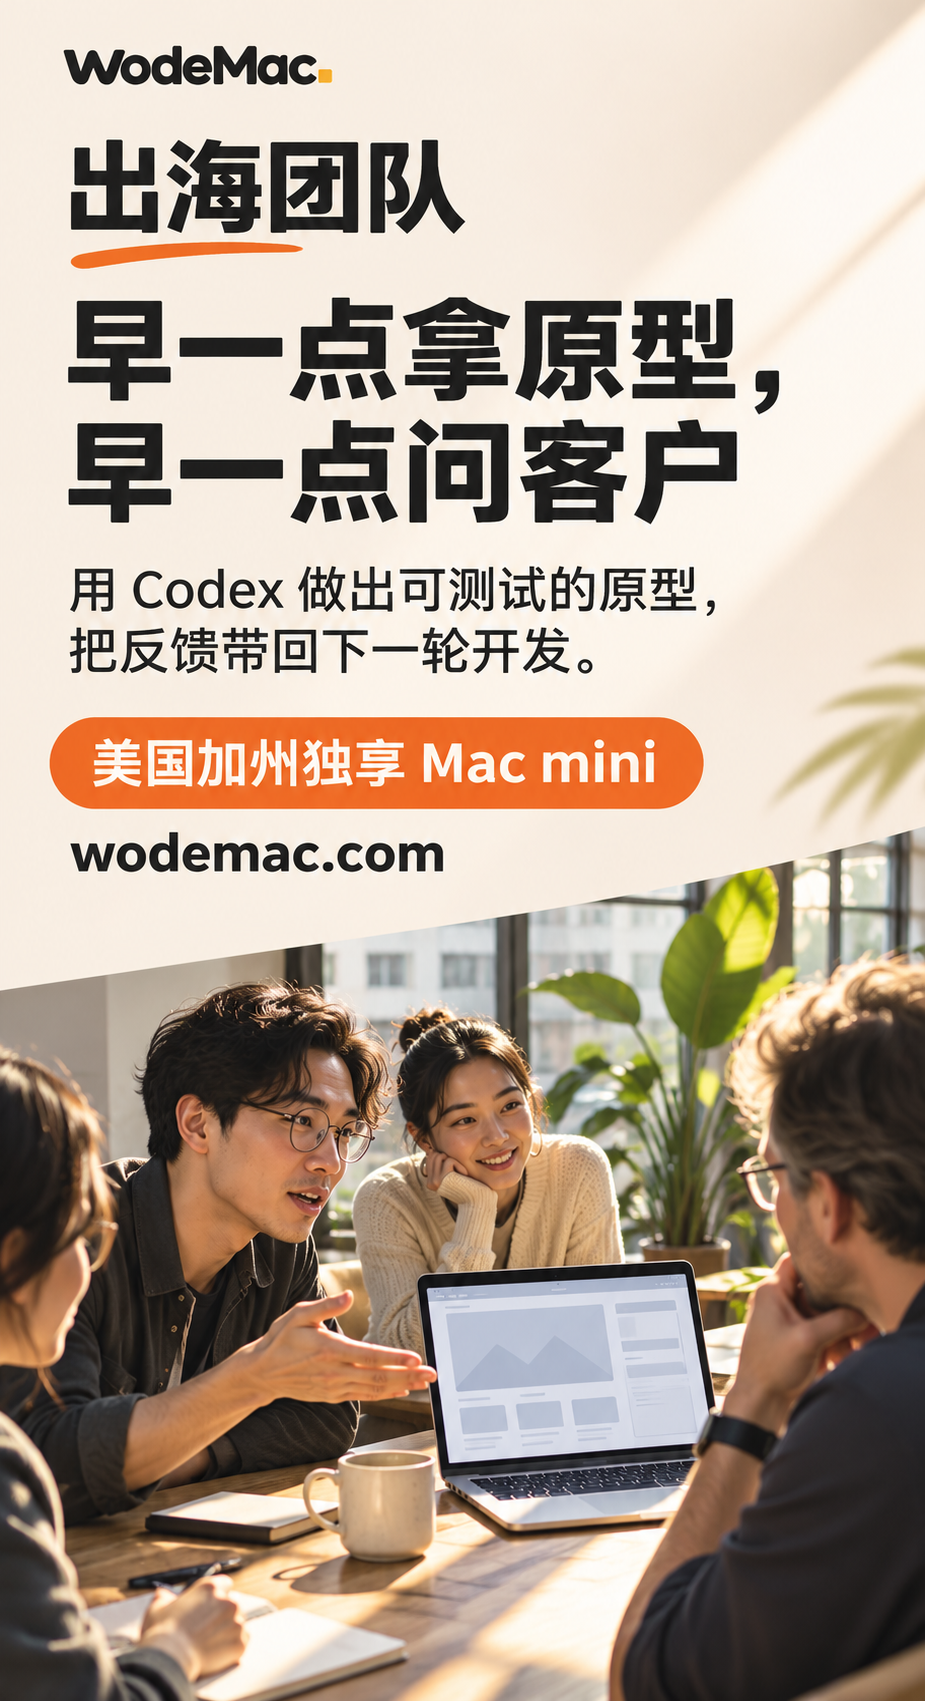 WodeMac.
出海团队
早一点拿原型，
早一点问客户
用 Codex 做出可测试的原型，
把反馈带回下一轮开发。
美国加州独享 Mac mini
wodemac.com